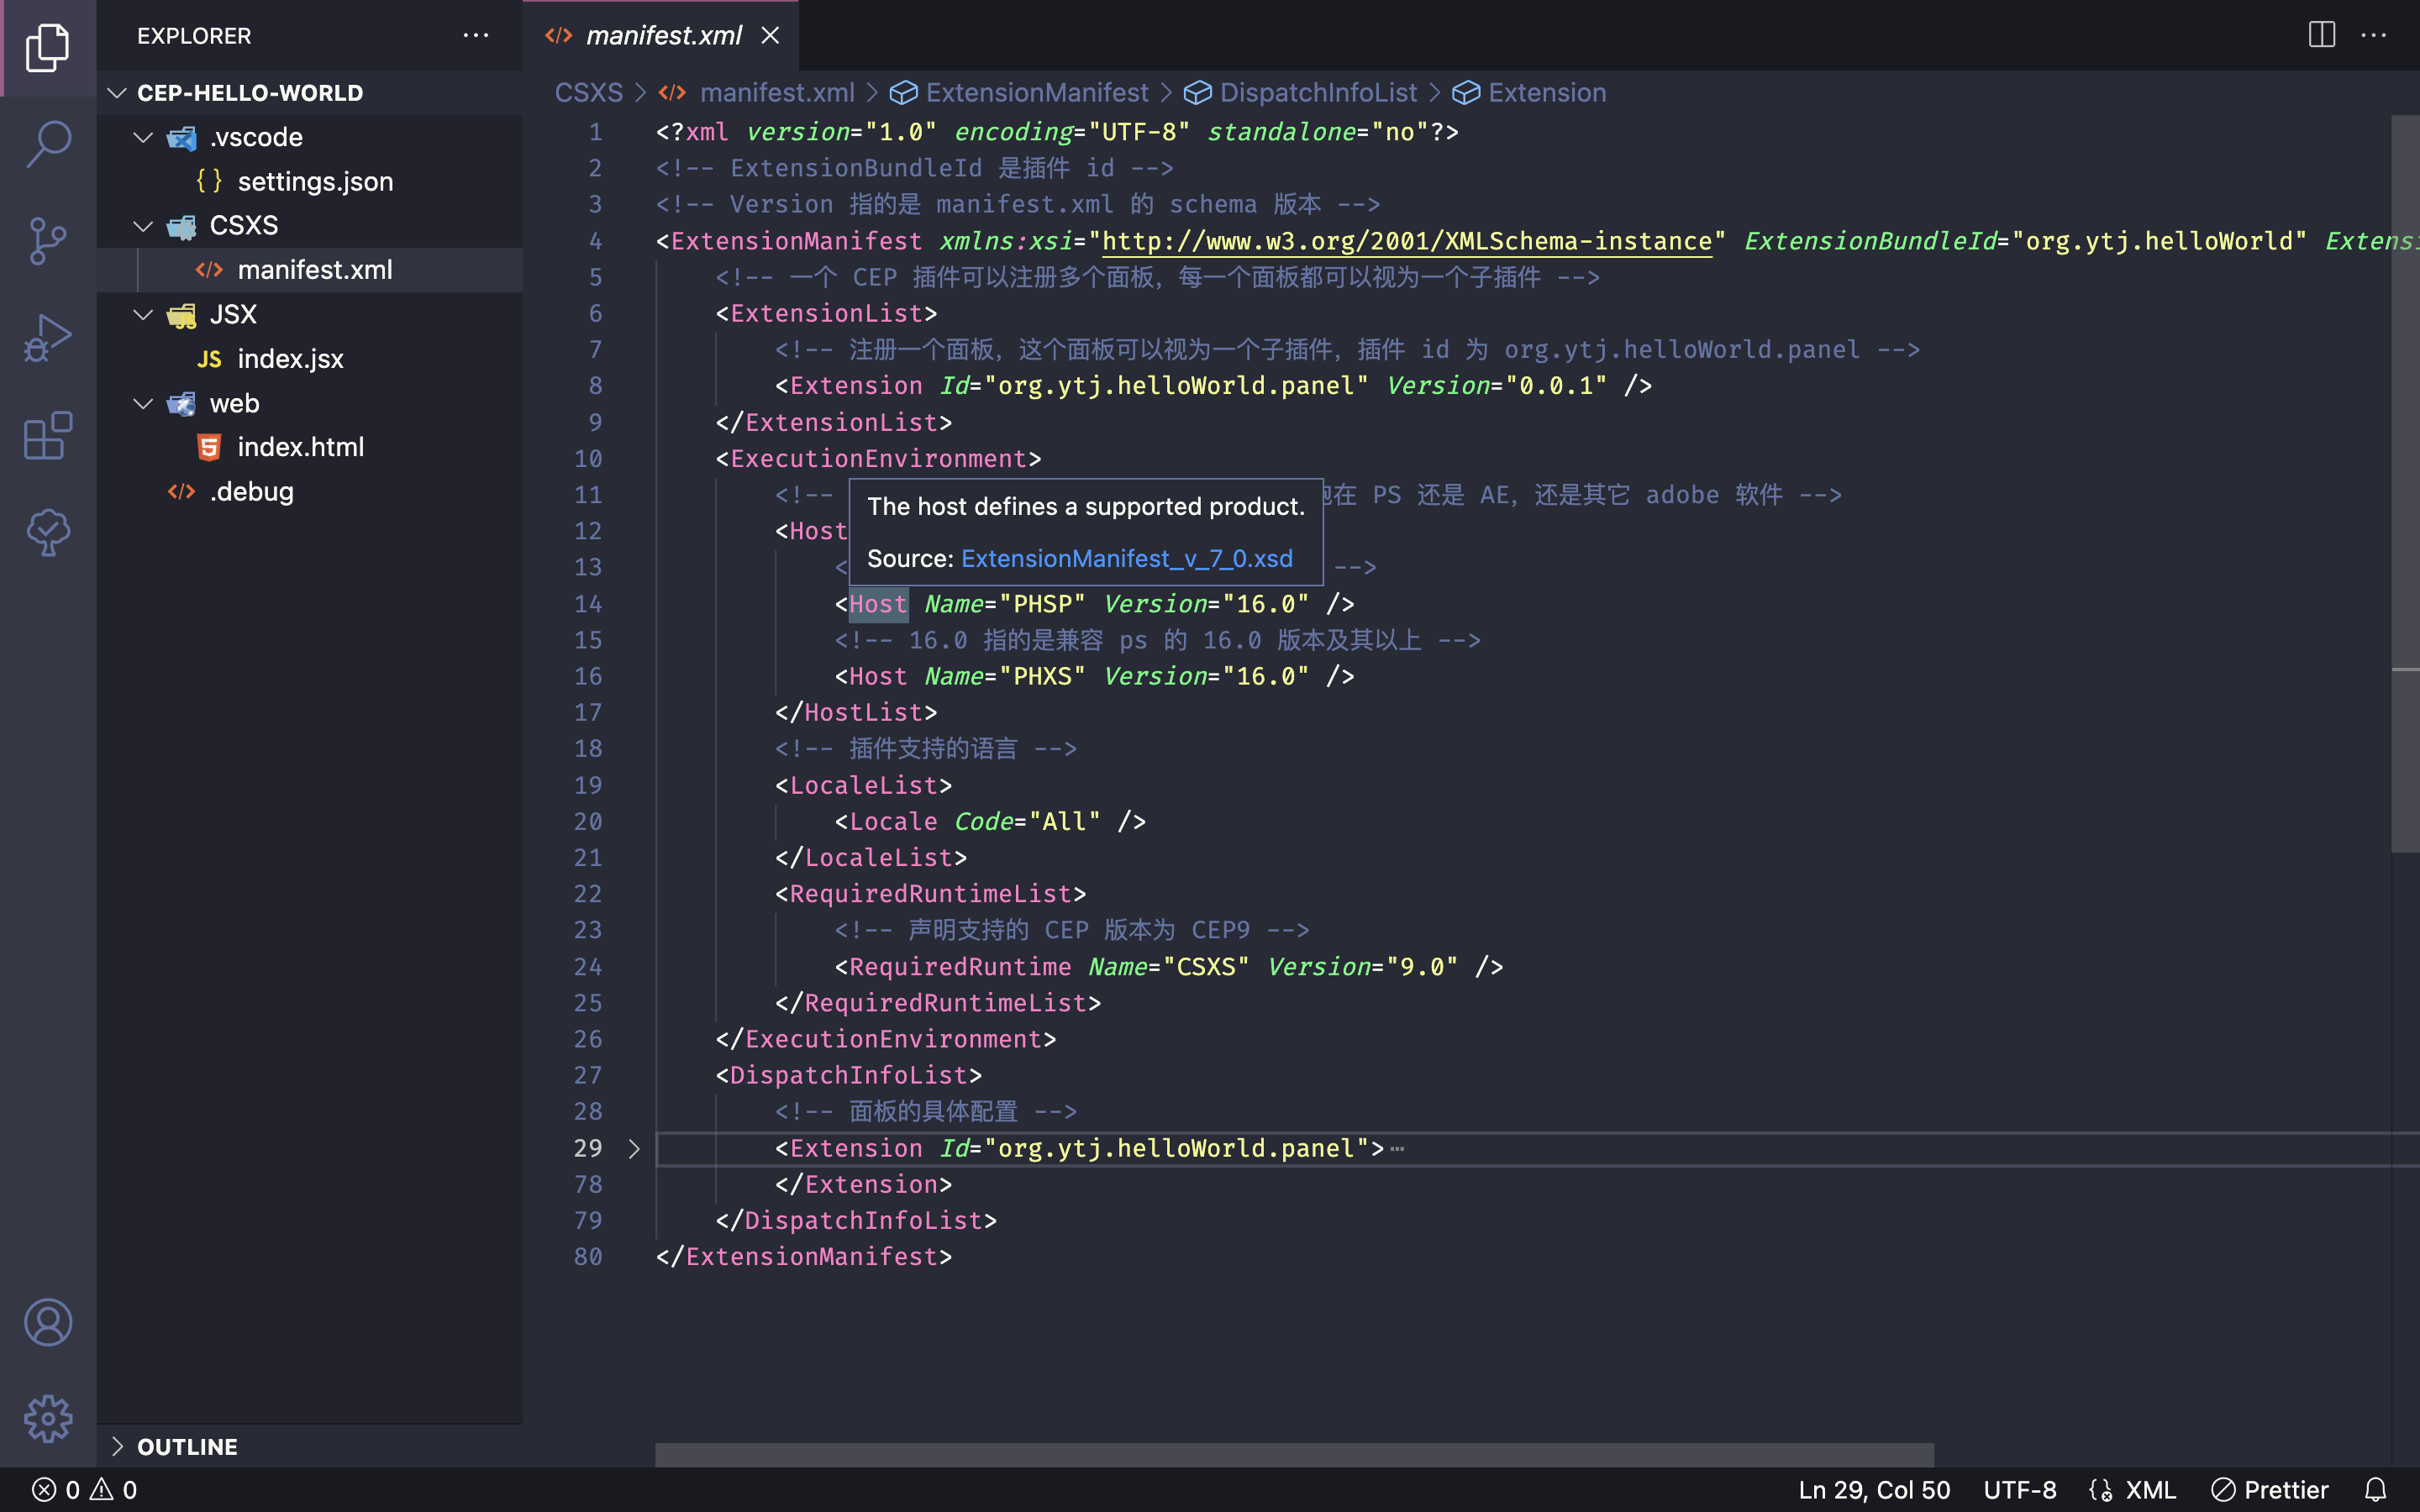 EXPLORER
CEP-HELLO-WORLD
.vscode
settings.json
CSXS
manifest.xml
JSX
JS index.jsx
web
index.html
.debug
OUTLINE
manifest.xml
CSXS > manifest.xml > ExtensionManifest > DispatchInfoList > Extension
1 <?xml version="1.0" encoding="UTF-8" standalone="no"?>
2 <!-- ExtensionBundleId 是插件 id -->
3 <!-- Version 指的是 manifest.xml 的 schema 版本 -->
4 <ExtensionManifest xmlns:xsi="http://www.w3.org/2001/XMLSchema-instance" ExtensionBundleId="org.ytj.helloWorld"
5 <!-- 一个 CEP 插件可以注册多个面板，每一个面板都可以视为一个子插件 -->
6 <ExtensionList>
7 <!-- 注册一个面板，这个面板可以视为一个子插件，插件 id 为 org.ytj.helloWorld.panel -->
8 <Extension Id="org.ytj.helloWorld.panel" Version="0.0.1" />
9 </ExtensionList>
10 <ExecutionEnvironment>
11 <!-- 在 PS 还是 AE，还是其它 adobe 软件 -->
The host defines a supported product.
12 <Host
Source: ExtensionManifest_v_7_0.xsd
13 < -->
14 <Host Name="PHSP" Version="16.0" />
15 <!-- 16.0 指的是兼容 ps 的 16.0 版本及其以上 -->
16 <Host Name="PHXS" Version="16.0" />
17 </HostList>
18 <!-- 插件支持的语言 -->
19 <LocaleList>
20 <Locale Code="All" />
21 </LocaleList>
22 <RequiredRuntimeList>
23 <!-- 声明支持的 CEP 版本为 CEP9 -->
24 <RequiredRuntime Name="CSXS" Version="9.0" />
25 </RequiredRuntimeList>
26 </ExecutionEnvironment>
27 <DispatchInfoList>
28 <!-- 面板的具体配置 -->
29 <Extension Id="org.ytj.helloWorld.panel">⋯
78 </Extension>
79 </DispatchInfoList>
80 </ExtensionManifest>
0 0
Ln 29, Col 50 UTF-8 XML Prettier